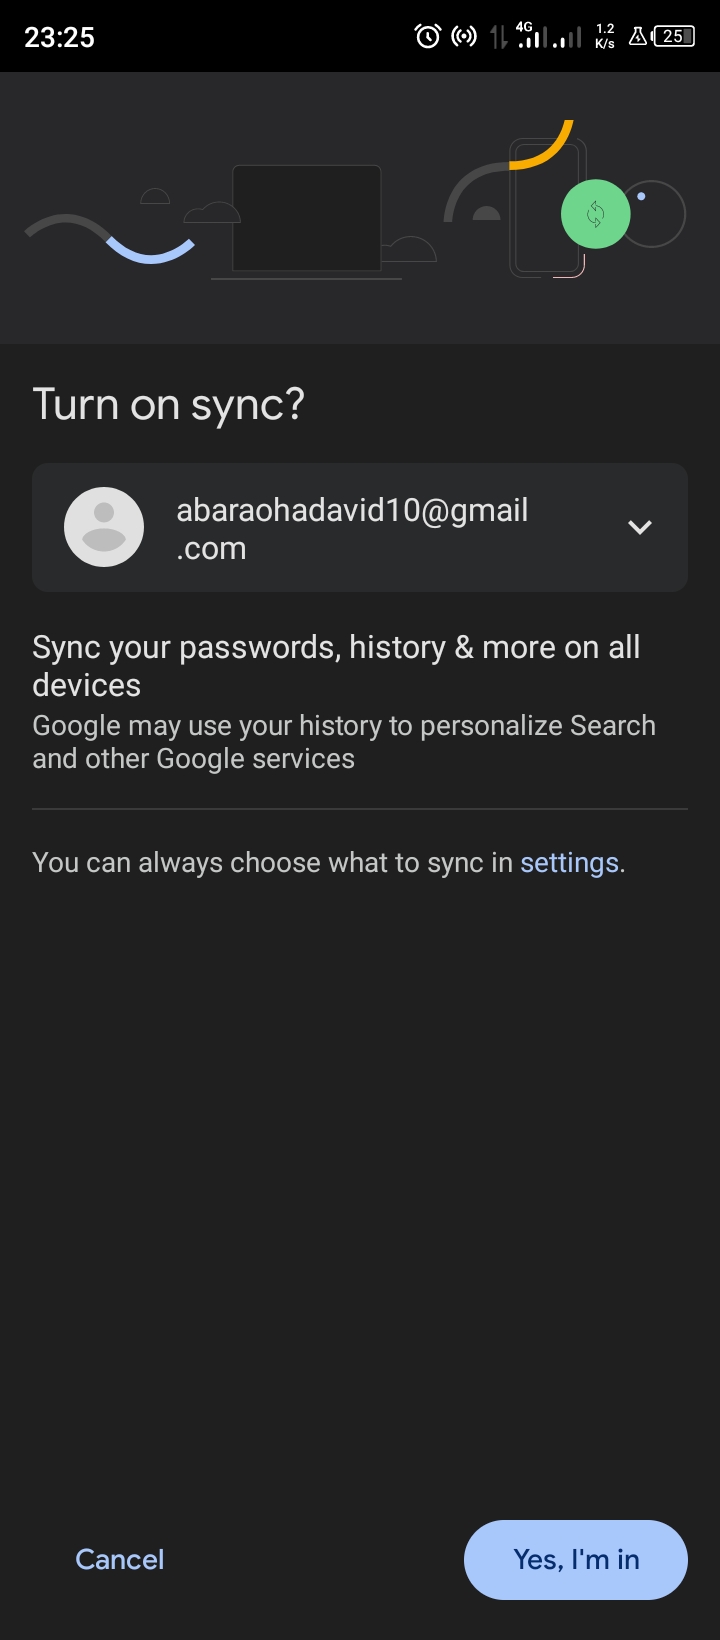 23:25
4G
1.2
K/s
25
Turn on sync?
abaraohadavid10@gmail
.com
Sync your passwords, history & more on all
devices
Google may use your history to personalize Search
and other Google services
You can always choose what to sync in settings.
Cancel
Yes, I'm in